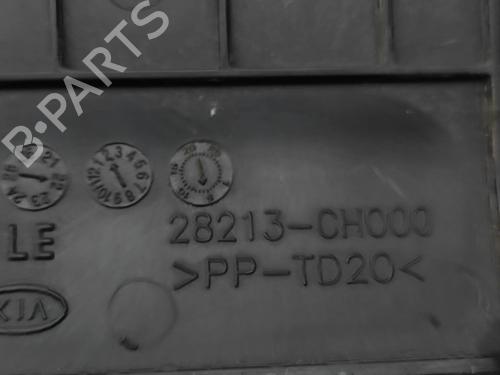 B-PARTS
LE
28213-CH000
>PP-TD20<
KIA